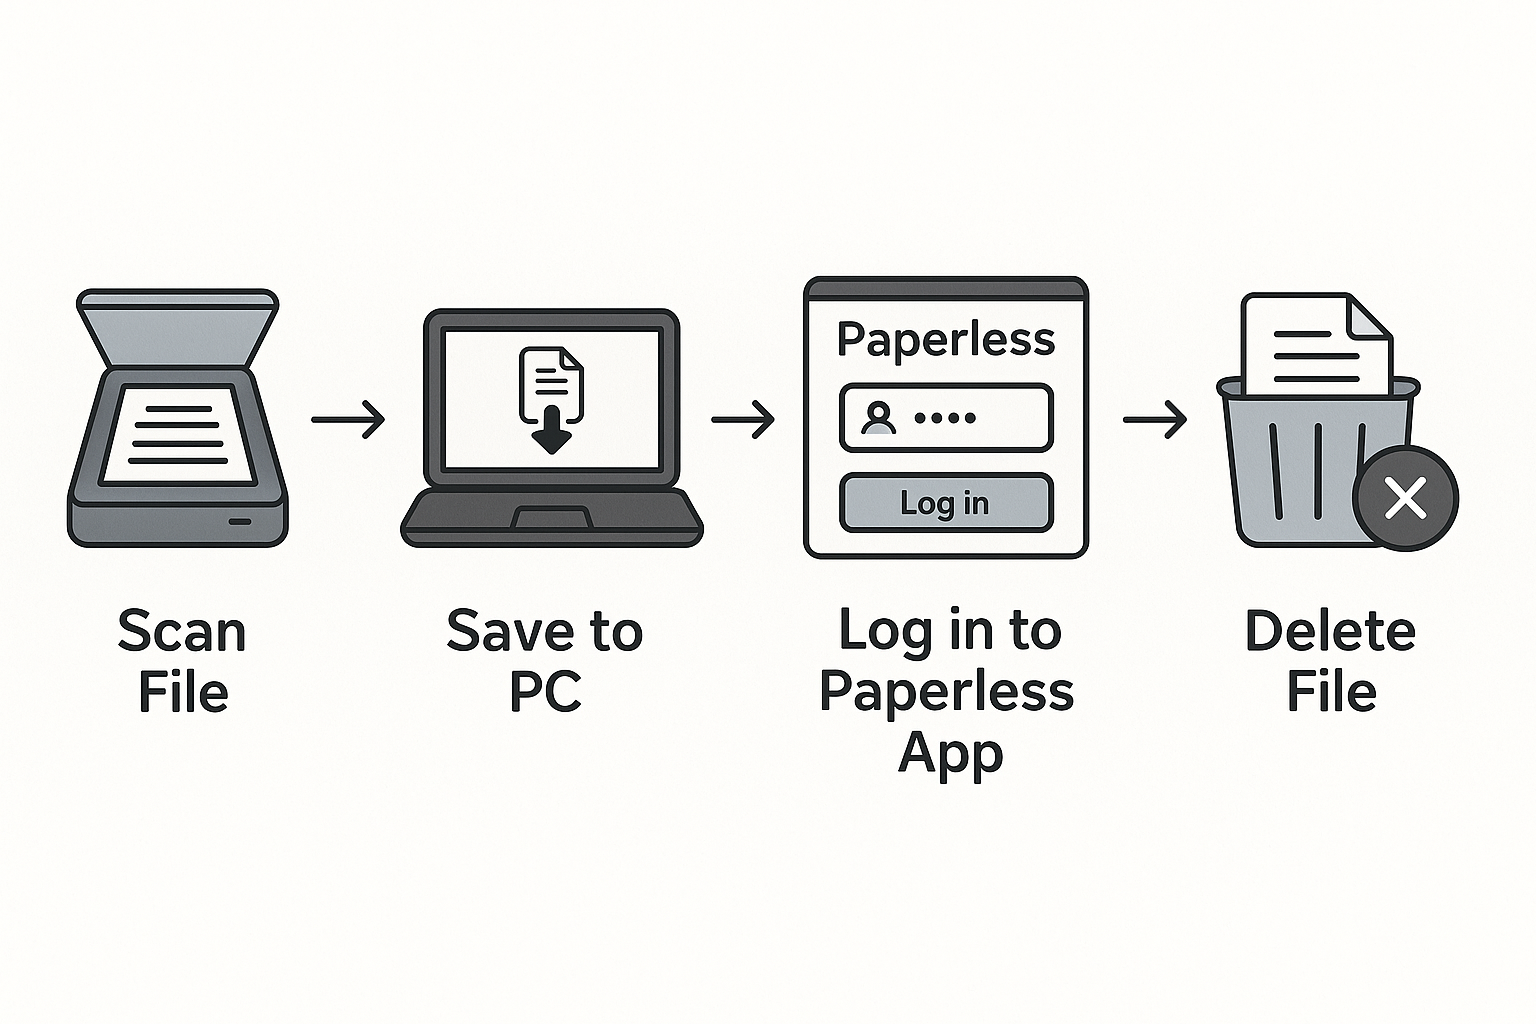 Paperless
Log in
Scan
File
Save to
PC
Log in to
Paperless
App
Delete
File